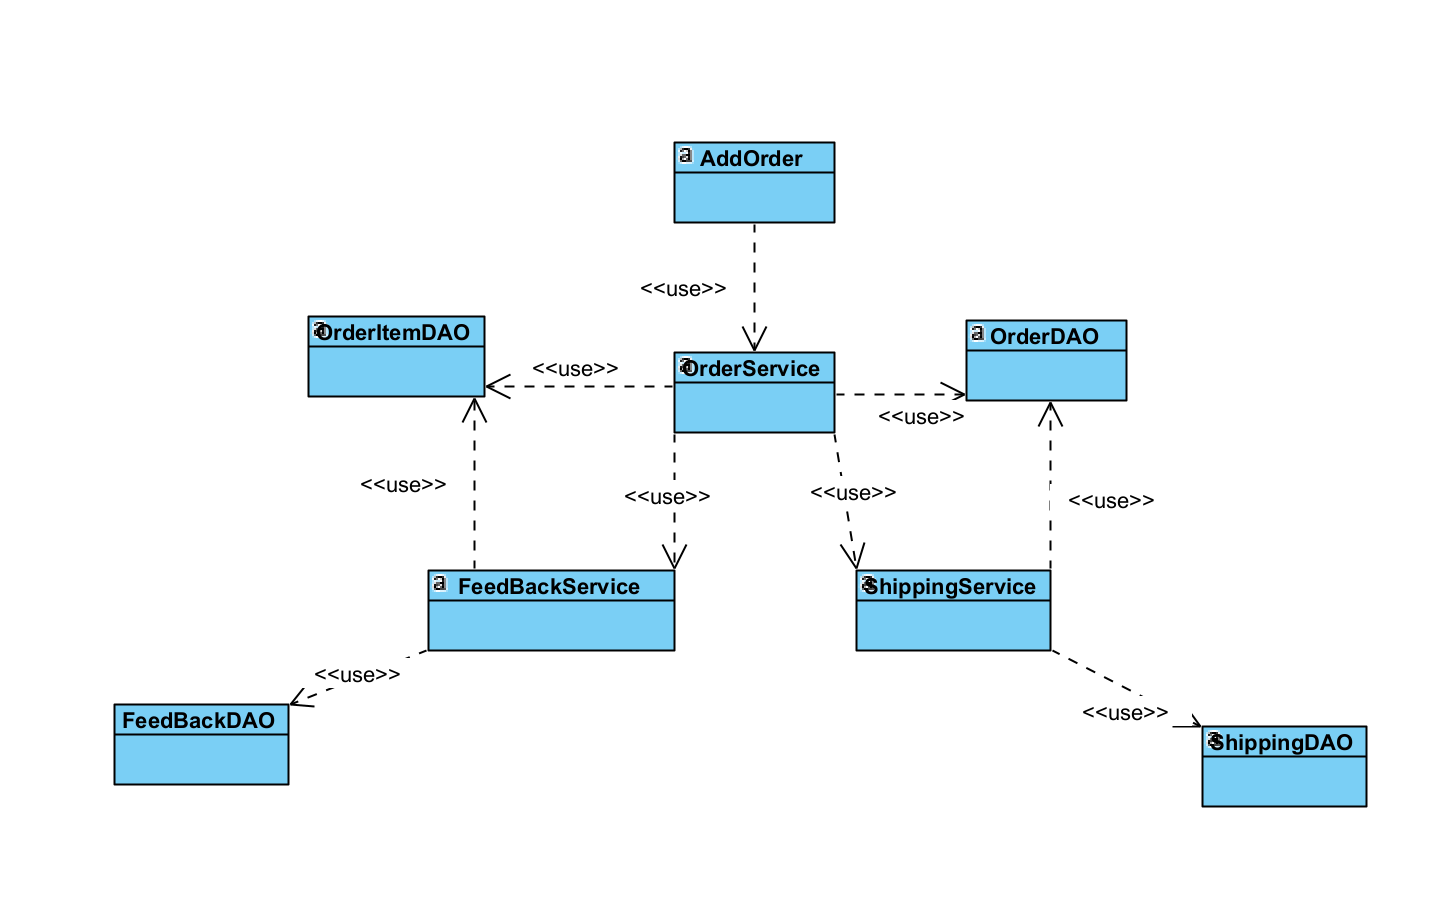 a AddOrder
<<use>>
a OrderItemDAO
a OrderDAO
<<use>>
a OrderService
<<use>>
<<use>>
<<use>>
<<use>>
<<use>>
a FeedBackService
a ShippingService
<<use>>
<<use>>
FeedBackDAO
a ShippingDAO